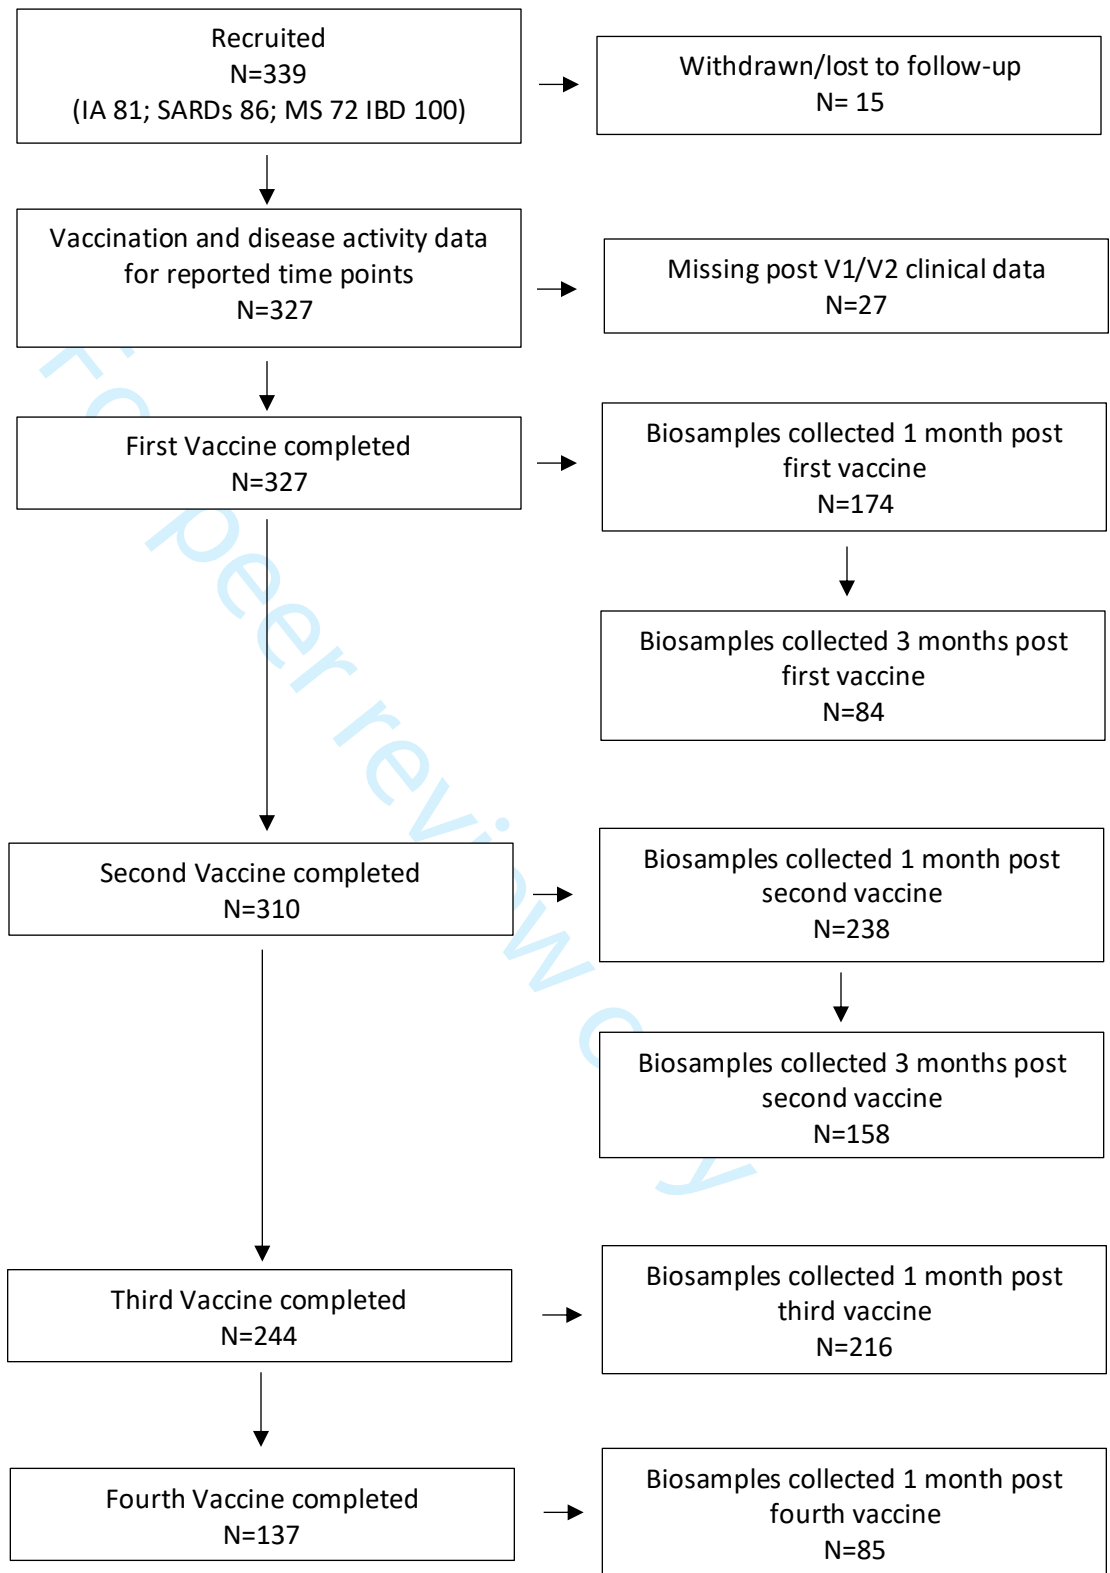 Recruited
N=339
(IA 81; SARDs 86; MS 72 IBD 100)
Withdrawn/lost to follow-up
N= 15
Vaccination and disease activity data
for reported time points
N=327
Missing post V1/V2 clinical data
N=27
First Vaccine completed
N=327
Biosamples collected 1 month post
first vaccine
N=174
Biosamples collected 3 months post
first vaccine
N=84
Second Vaccine completed
N=310
Biosamples collected 1 month post
second vaccine
N=238
Biosamples collected 3 months post
second vaccine
N=158
Third Vaccine completed
N=244
Biosamples collected 1 month post
third vaccine
N=216
Fourth Vaccine completed
N=137
Biosamples collected 1 month post
fourth vaccine
N=85
peer review